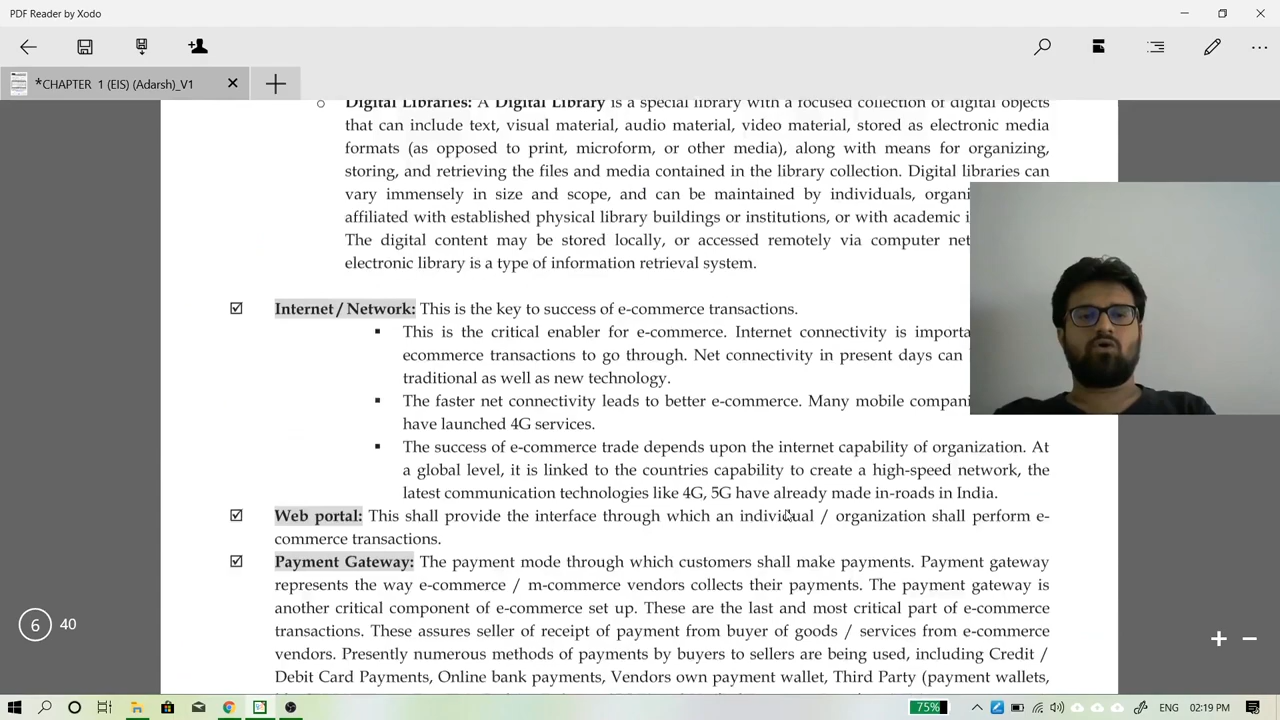 PDF Reader by Xodo
*CHAPTER 1 (EIS) (Adarsh)_V1
Digital Libraries: A Digital Library is a special library with a focused collection of digital objects
that can include text, visual material, audio material, video material, stored as electronic media
formats (as opposed to print, microform, or other media), along with means for organizing,
storing, and retrieving the files and media contained in the library collection. Digital libraries can
vary immensely in size and scope, and can be maintained by individuals,
affiliated with established physical library buildings or institutions, or with academic
The digital content may be stored locally, or accessed remotely via computer
electronic library is a type of information retrieval system.
Internet / Network: This is the key to success of e-commerce transactions.
This is the critical enabler for e-commerce. Internet connectivity is
ecommerce transactions to go through. Net connectivity in present days can
traditional as well as new technology.
The faster net connectivity leads to better e-commerce. Many mobile
have launched 4G services.
The success of e-commerce trade depends upon the internet capability of organization. At
a global level, it is linked to the countries capability to create a high-speed network, the
latest communication technologies like 4G, 5G have already made in-roads in India.
Web portal: This shall provide the interface through which an individual / organization shall perform e-
commerce transactions.
Payment Gateway: The payment mode through which customers shall make payments. Payment gateway
represents the way e-commerce / m-commerce vendors collects their payments. The payment gateway is
another critical component of e-commerce set up. These are the last and most critical part of e-commerce
transactions. These assures seller of receipt of payment from buyer of goods / services from e-commerce
vendors. Presently numerous methods of payments by buyers to sellers are being used, including Credit /
Debit Card Payments, Online bank payments, Vendors own payment wallet, Third Party (payment wallets,
6 40
75%
ENG
02:19 PM